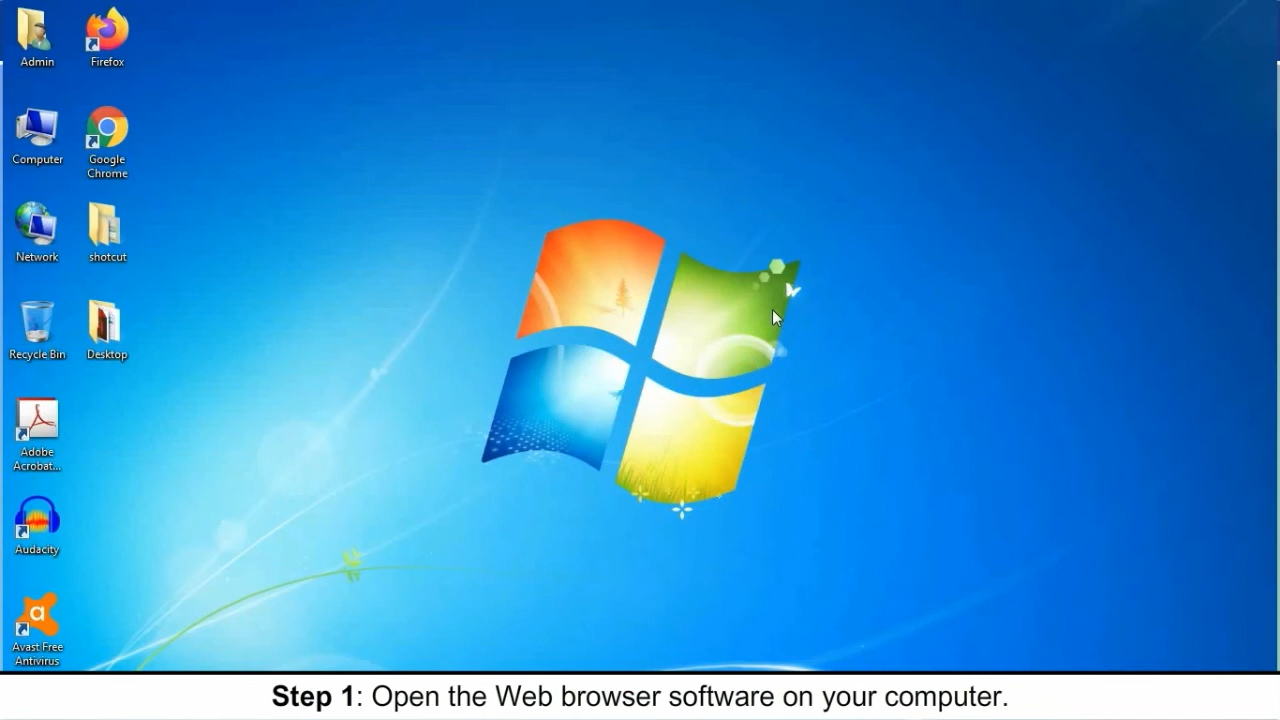 Admin
Firefox
Computer
Google
Chrome
Network
shotcut
Recycle Bin
Desktop
Adobe
Acrobat...
Audacity
Avast Free
Antivirus
Step 1: Open the Web browser software on your computer.